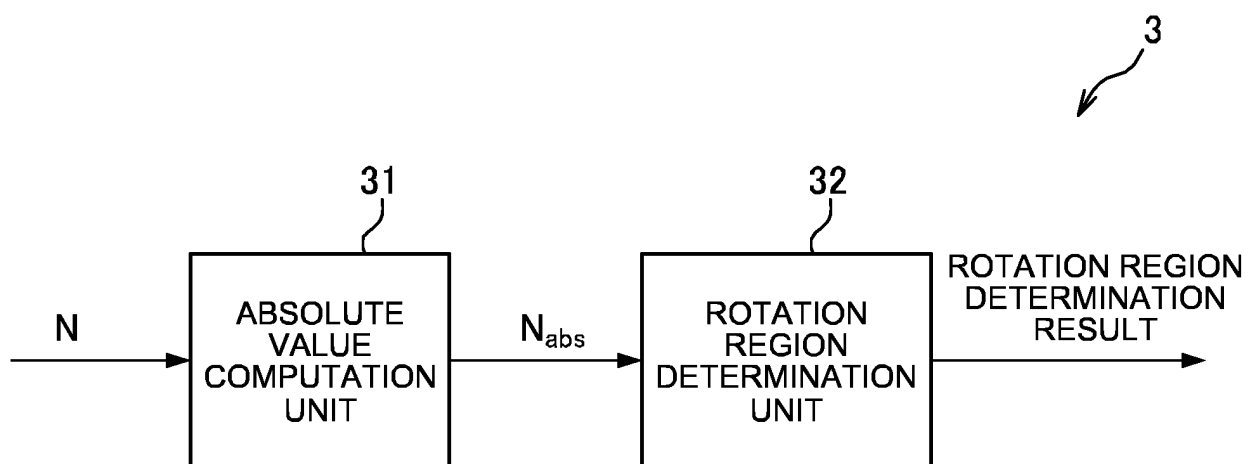 3
31
32
N
ABSOLUTE
VALUE
COMPUTATION
UNIT
Nabs
ROTATION
REGION
DETERMINATION
UNIT
ROTATION REGION
DETERMINATION
RESULT